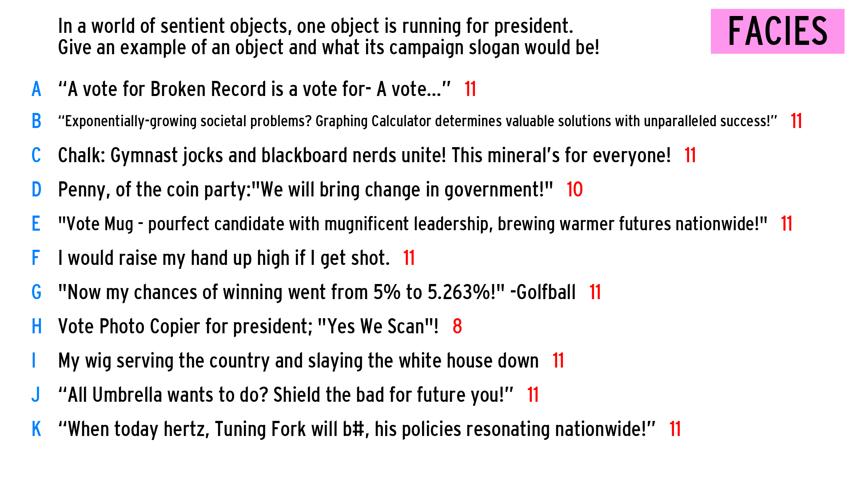 In a world of sentient objects, one object is running for president.
Give an example of an object and what its campaign slogan would be!
FACIES
A “A vote for Broken Record is a vote for- A vote...” 11
B “Exponentially-growing societal problems? Graphing Calculator determines valuable solutions with unparalleled success!” 11
C Chalk: Gymnast jocks and blackboard nerds unite! This mineral’s for everyone! 11
D Penny, of the coin party:"We will bring change in government!" 10
E "Vote Mug - pourfect candidate with mugnificent leadership, brewing warmer futures nationwide!" 11
F I would raise my hand up high if I get shot. 11
G "Now my chances of winning went from 5% to 5.263%!" -Golfball 11
H Vote Photo Copier for president; "Yes We Scan"! 8
I My wig serving the country and slaying the white house down 11
J “All Umbrella wants to do? Shield the bad for future you!” 11
K “When today hertz, Tuning Fork will b#, his policies resonating nationwide!” 11